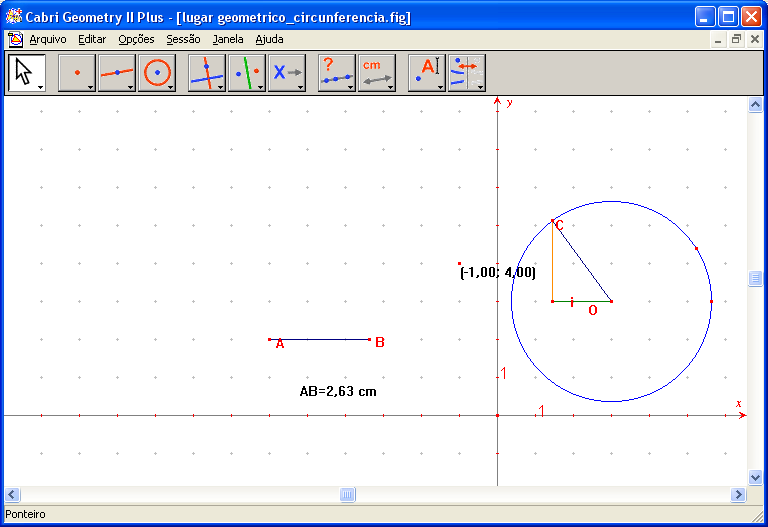 Cabri Geometry II Plus - [lugar geometrico_circunferencia.fig]
Arquivo Editar Opções Sessão Janela Ajuda
X ? cm A
y
C
(-1,00; 4,00)
i O
A B
1
AB=2,63 cm
1 x
Ponteiro